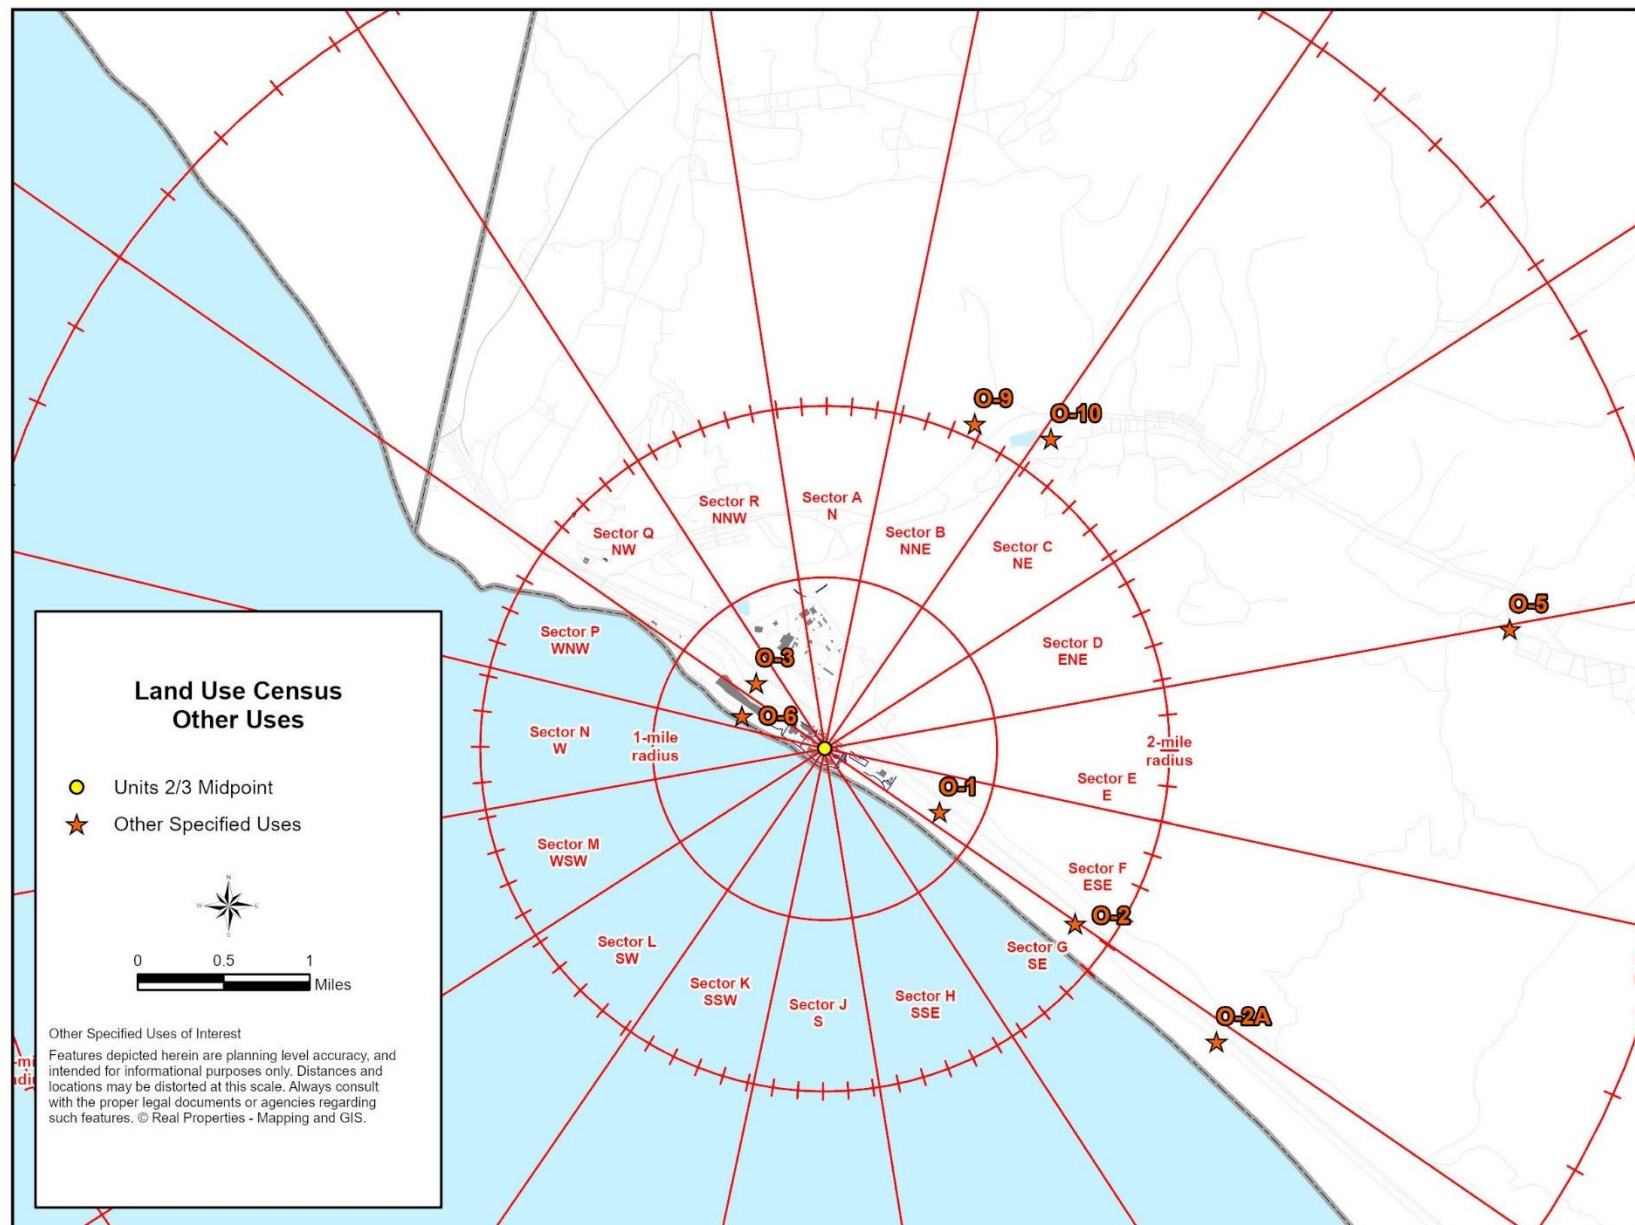 O-9
O-10
Sector R
NNW
Sector A
N
Sector Q
NW
Sector B
NNE
Sector C
NE
O-5
Sector P
WNW
Sector D
ENE
O-3
O-6
Sector N
W
1-mile
radius
2-mile
radius
Sector E
E
O-1
Sector M
WSW
Sector F
ESE
O-2
Sector L
SW
Sector G
SE
Sector K
SSW
Sector J
S
Sector H
SSE
O-2A
Land Use Census
Other Uses
Units 2/3 Midpoint
Other Specified Uses
N
W E
S
0 0.5 1
Miles
Other Specified Uses of Interest
Features depicted herein are planning level accuracy, and
intended for informational purposes only. Distances and
locations may be distorted at this scale. Always consult
with the proper legal documents or agencies regarding
such features. © Real Properties - Mapping and GIS.